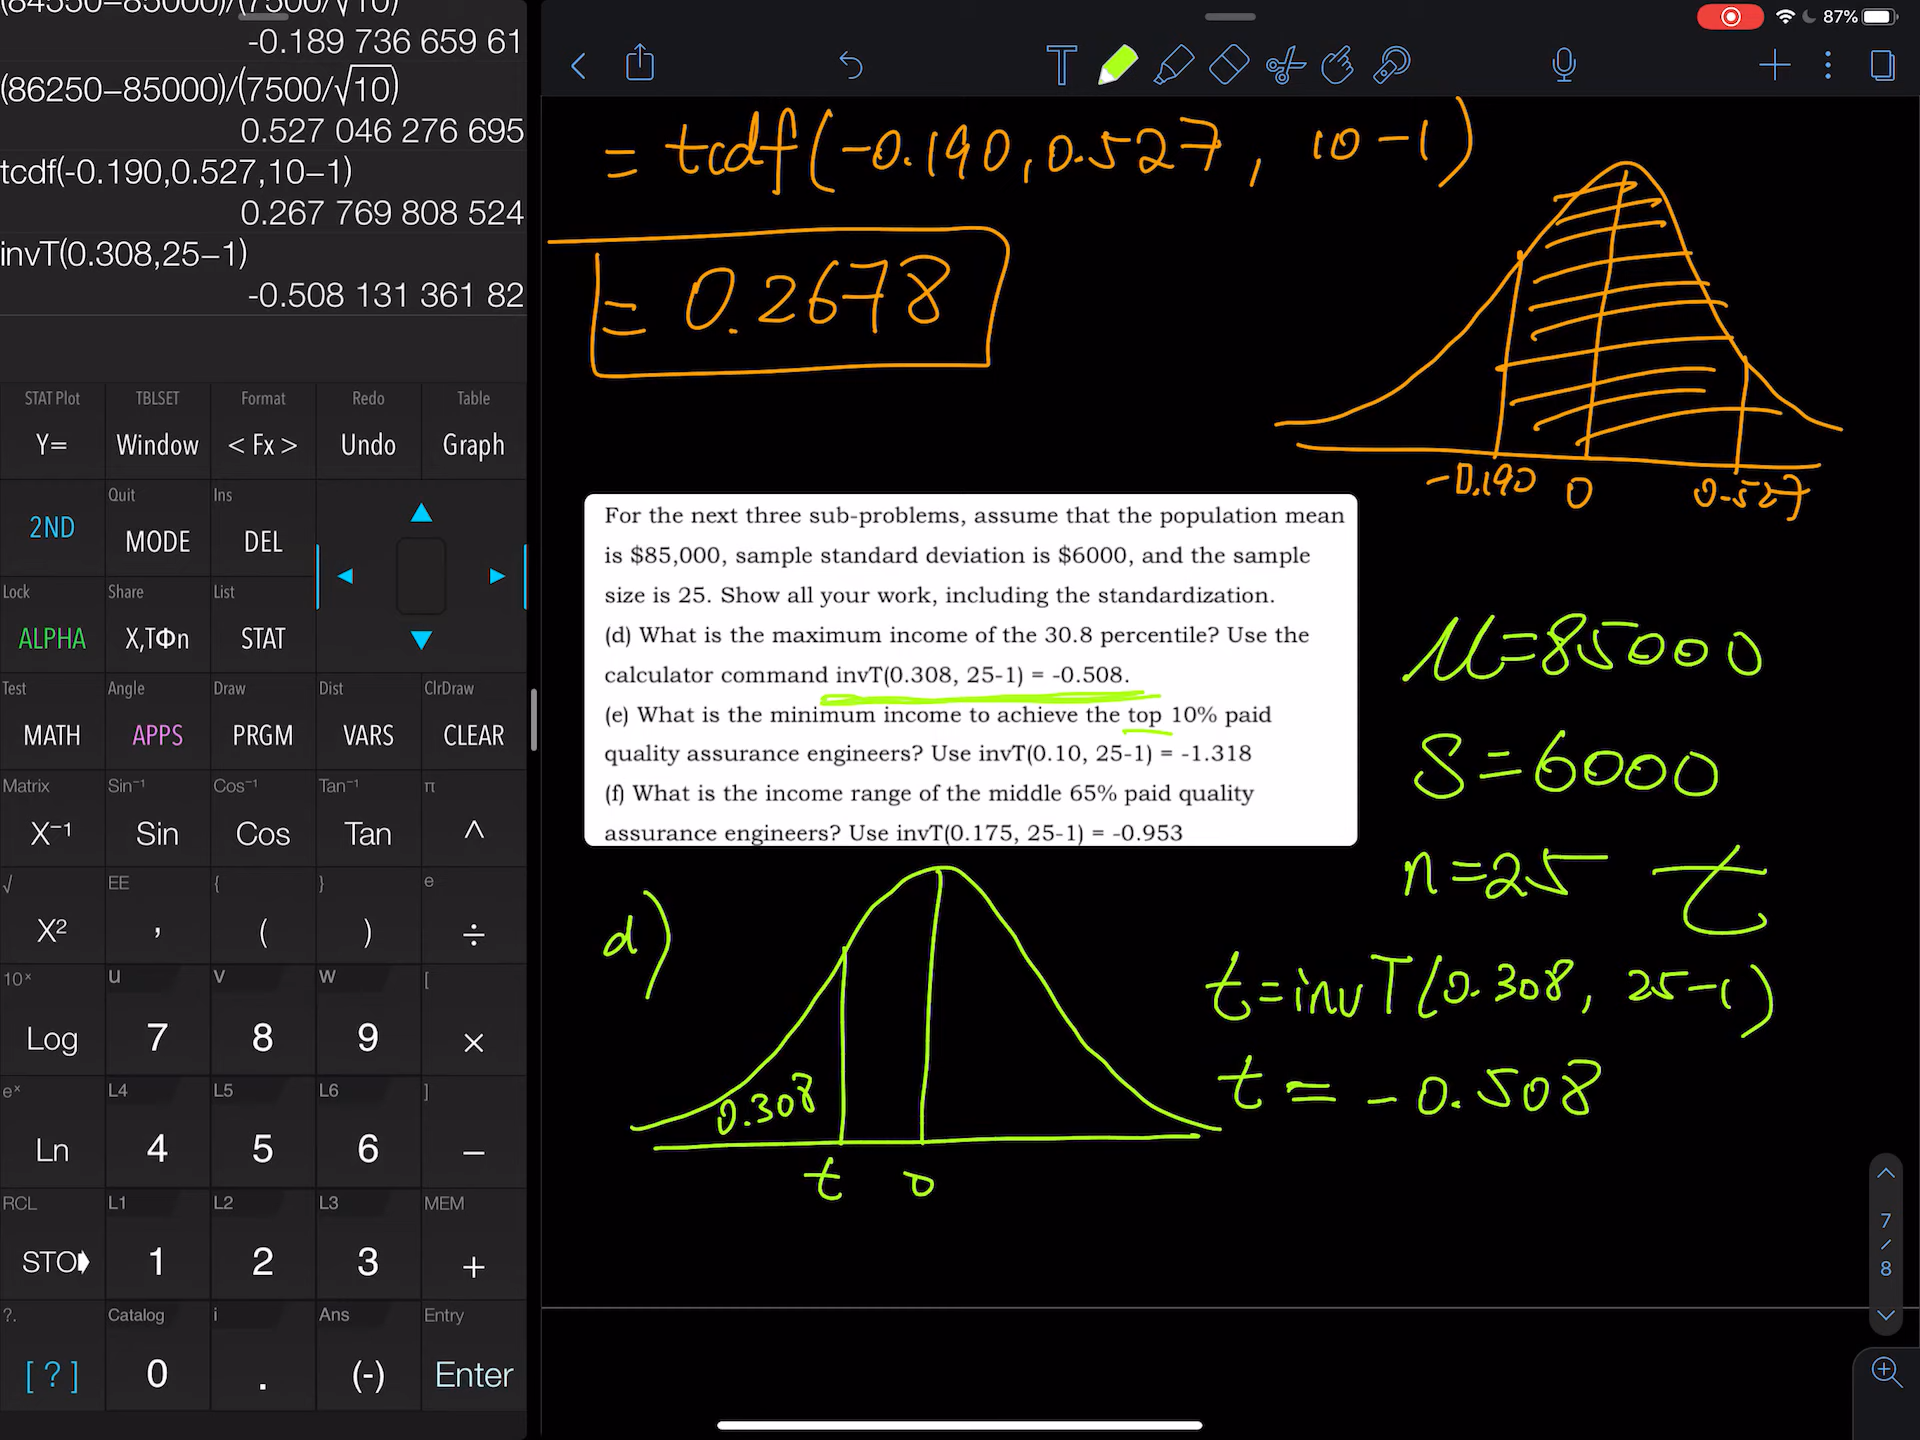 (84550−85000)/(7500/√10)
-0.189 736 659 61
(86250−85000)/(7500/√10)
0.527 046 276 695
tcdf(-0.190,0.527,10−1)
0.267 769 808 524
invT(0.308,25−1)
-0.508 131 361 82
STAT Plot TBLSET Format Redo Table
Y= Window < Fx > Undo Graph
Quit Ins
2ND MODE DEL
Lock Share List
ALPHA X,TΦn STAT
Test Angle Draw Dist ClrDraw
MATH APPS PRGM VARS CLEAR
Matrix Sin⁻¹ Cos⁻¹ Tan⁻¹ π
X⁻¹ Sin Cos Tan ^
√ EE { } e
X² , ( ) ÷
10ˣ u v w [
Log 7 8 9 ×
eˣ L4 L5 L6 ]
Ln 4 5 6 −
RCL L1 L2 L3 MEM
STO 1 2 3 +
?. Catalog i Ans Entry
[ ? ] 0 . (-) Enter
87%
T
= tcdf(-0.190,0.527, 10-1)
= 0.2678
-0.190 0 0.527
For the next three sub-problems, assume that the population mean
is $85,000, sample standard deviation is $6000, and the sample
size is 25. Show all your work, including the standardization.
(d) What is the maximum income of the 30.8 percentile? Use the
calculator command invT(0.308, 25-1) = -0.508.
(e) What is the minimum income to achieve the top 10% paid
quality assurance engineers? Use invT(0.10, 25-1) = -1.318
(f) What is the income range of the middle 65% paid quality
assurance engineers? Use invT(0.175, 25-1) = -0.953
μ=85000
S=6000
n=25 t
d)
0.308
t 0
t=invT(0.308, 25-1)
t = -0.508
7
/
8